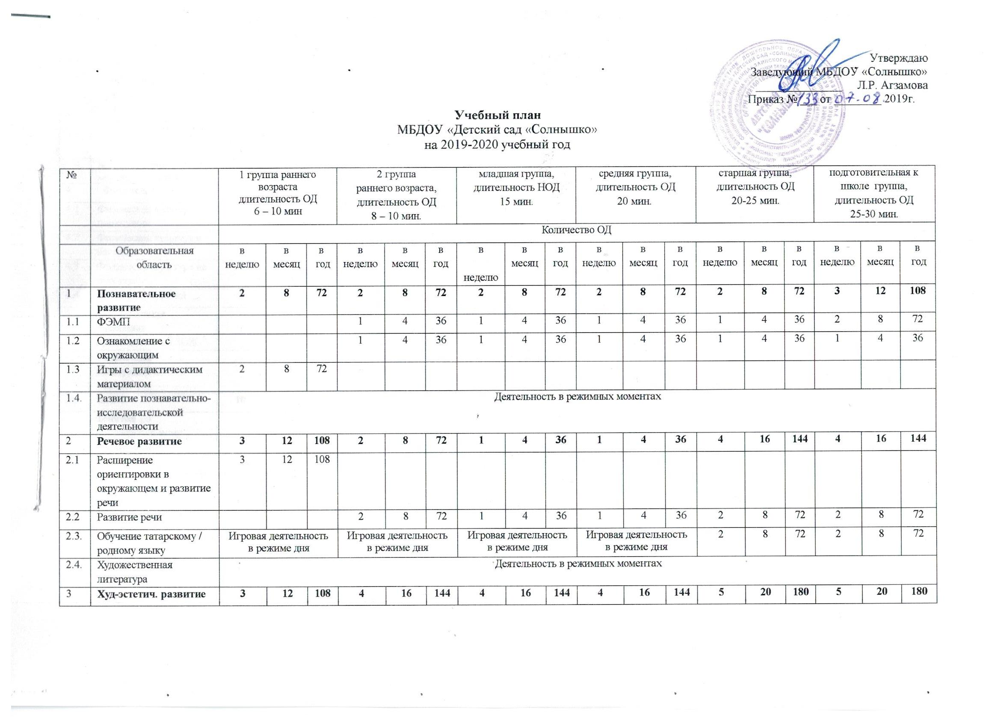 Утверждаю
Заведующий МБДОУ «Солнышко»
Л.Р. Агзамова
Приказ № 133 от 07.08 2019г.
ДЕТСКИЙ САД
"СОЛНЫШКО"
Учебный план
МБДОУ «Детский сад «Солнышко»
на 2019-2020 учебный год
№ 1 группа раннего возраста длительность ОД 6 – 10 мин 2 группа раннего возраста, длительность ОД 8 – 10 мин. младшая группа, длительность НОД 15 мин. средняя группа, длительность ОД 20 мин. старшая группа, длительность ОД 20-25 мин. подготовительная к школе группа, длительность ОД 25-30 мин.
Количество ОД
Образовательная область в неделю в месяц в год в неделю в месяц в год в неделю в месяц в год в неделю в месяц в год в неделю в месяц в год в неделю в месяц в год
1 Познавательное развитие 2 8 72 2 8 72 2 8 72 2 8 72 2 8 72 3 12 108
1.1 ФЭМП 1 4 36 1 4 36 1 4 36 1 4 36 2 8 72
1.2 Ознакомление с окружающим 1 4 36 1 4 36 1 4 36 1 4 36 1 4 36
1.3 Игры с дидактическим материалом 2 8 72
1.4. Развитие познавательно-исследовательской деятельности Деятельность в режимных моментах
2 Речевое развитие 3 12 108 2 8 72 1 4 36 1 4 36 4 16 144 4 16 144
2.1 Расширение ориентировки в окружающем и развитие речи 3 12 108
2.2 Развитие речи 2 8 72 1 4 36 1 4 36 2 8 72 2 8 72
2.3. Обучение татарскому / родному языку Игровая деятельность в режиме дня Игровая деятельность в режиме дня Игровая деятельность в режиме дня Игровая деятельность в режиме дня 2 8 72 2 8 72
2.4. Художественная литература Деятельность в режимных моментах
3 Худ-эстетич. развитие 3 12 108 4 16 144 4 16 144 4 16 144 5 20 180 5 20 180